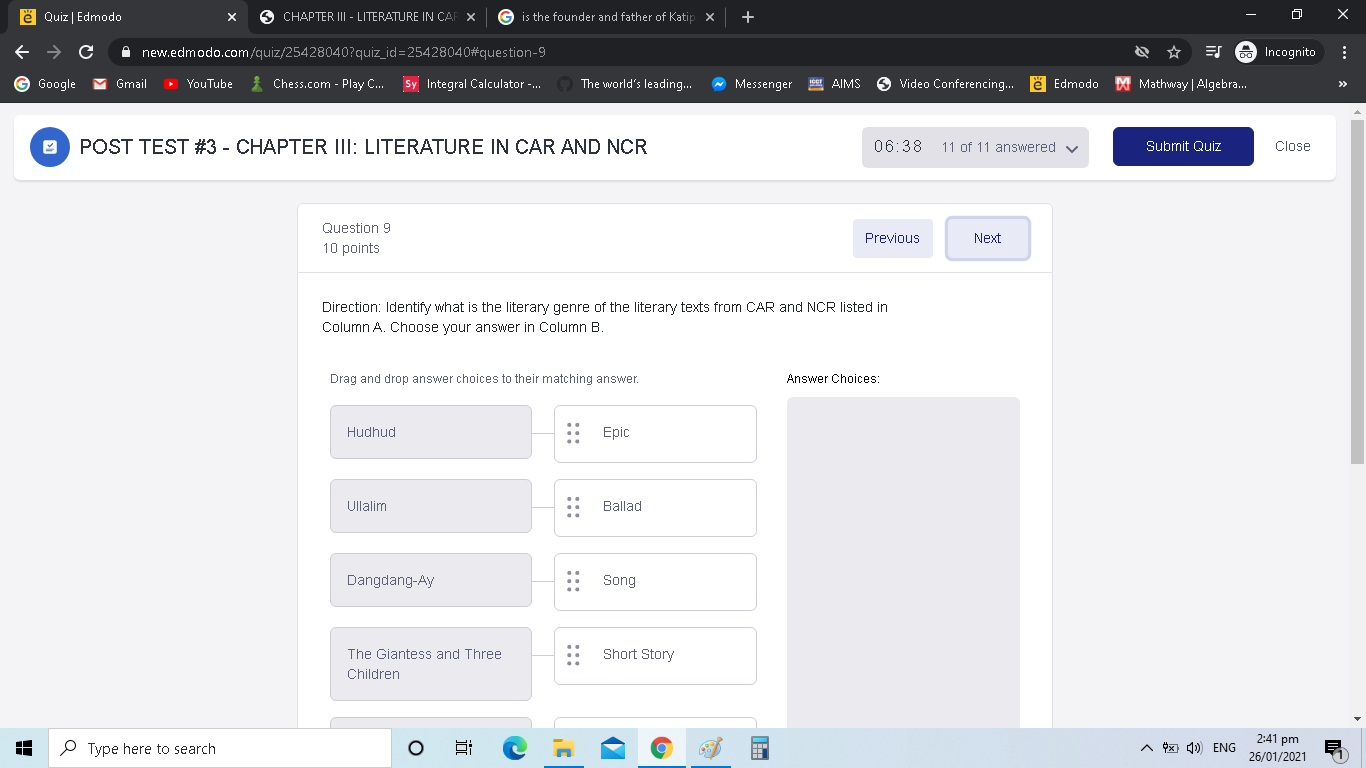 Quiz | Edmodo
CHAPTER III - LITERATURE IN CAR
is the founder and father of Katip
new.edmodo.com/quiz/25428040?quiz_id=25428040#question-9
Incognito
Google
Gmail
YouTube
Chess.com - Play C...
Sy
Integral Calculator -...
The world's leading...
Messenger
AIMS
Video Conferencing...
Edmodo
Mathway | Algebra...
POST TEST #3 - CHAPTER III: LITERATURE IN CAR AND NCR
06:38
11 of 11 answered
Submit Quiz
Close
Question 9
10 points
Previous
Next
Direction: Identify what is the literary genre of the literary texts from CAR and NCR listed in
Column A. Choose your answer in Column B.
Drag and drop answer choices to their matching answer.
Answer Choices:
Hudhud
Epic
Ullalim
Ballad
Dangdang-Ay
Song
The Giantess and Three
Children
Short Story
Type here to search
ENG
2:41 pm
26/01/2021
1